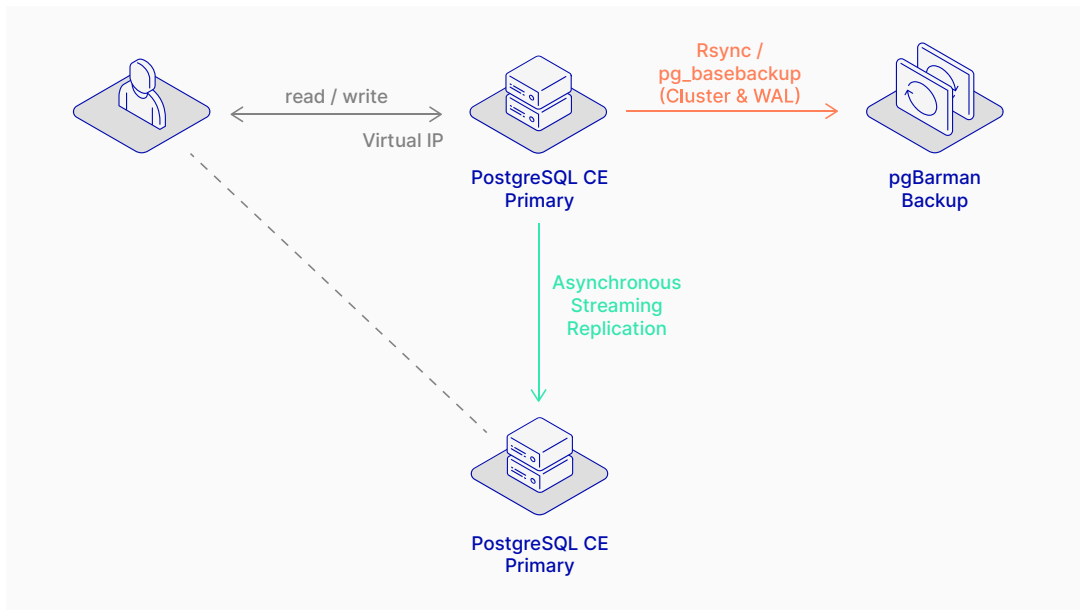 Rsync /
pg_basebackup
(Cluster & WAL)
read / write
Virtual IP
PostgreSQL CE
Primary
pgBarman
Backup
Asynchronous
Streaming
Replication
PostgreSQL CE
Primary